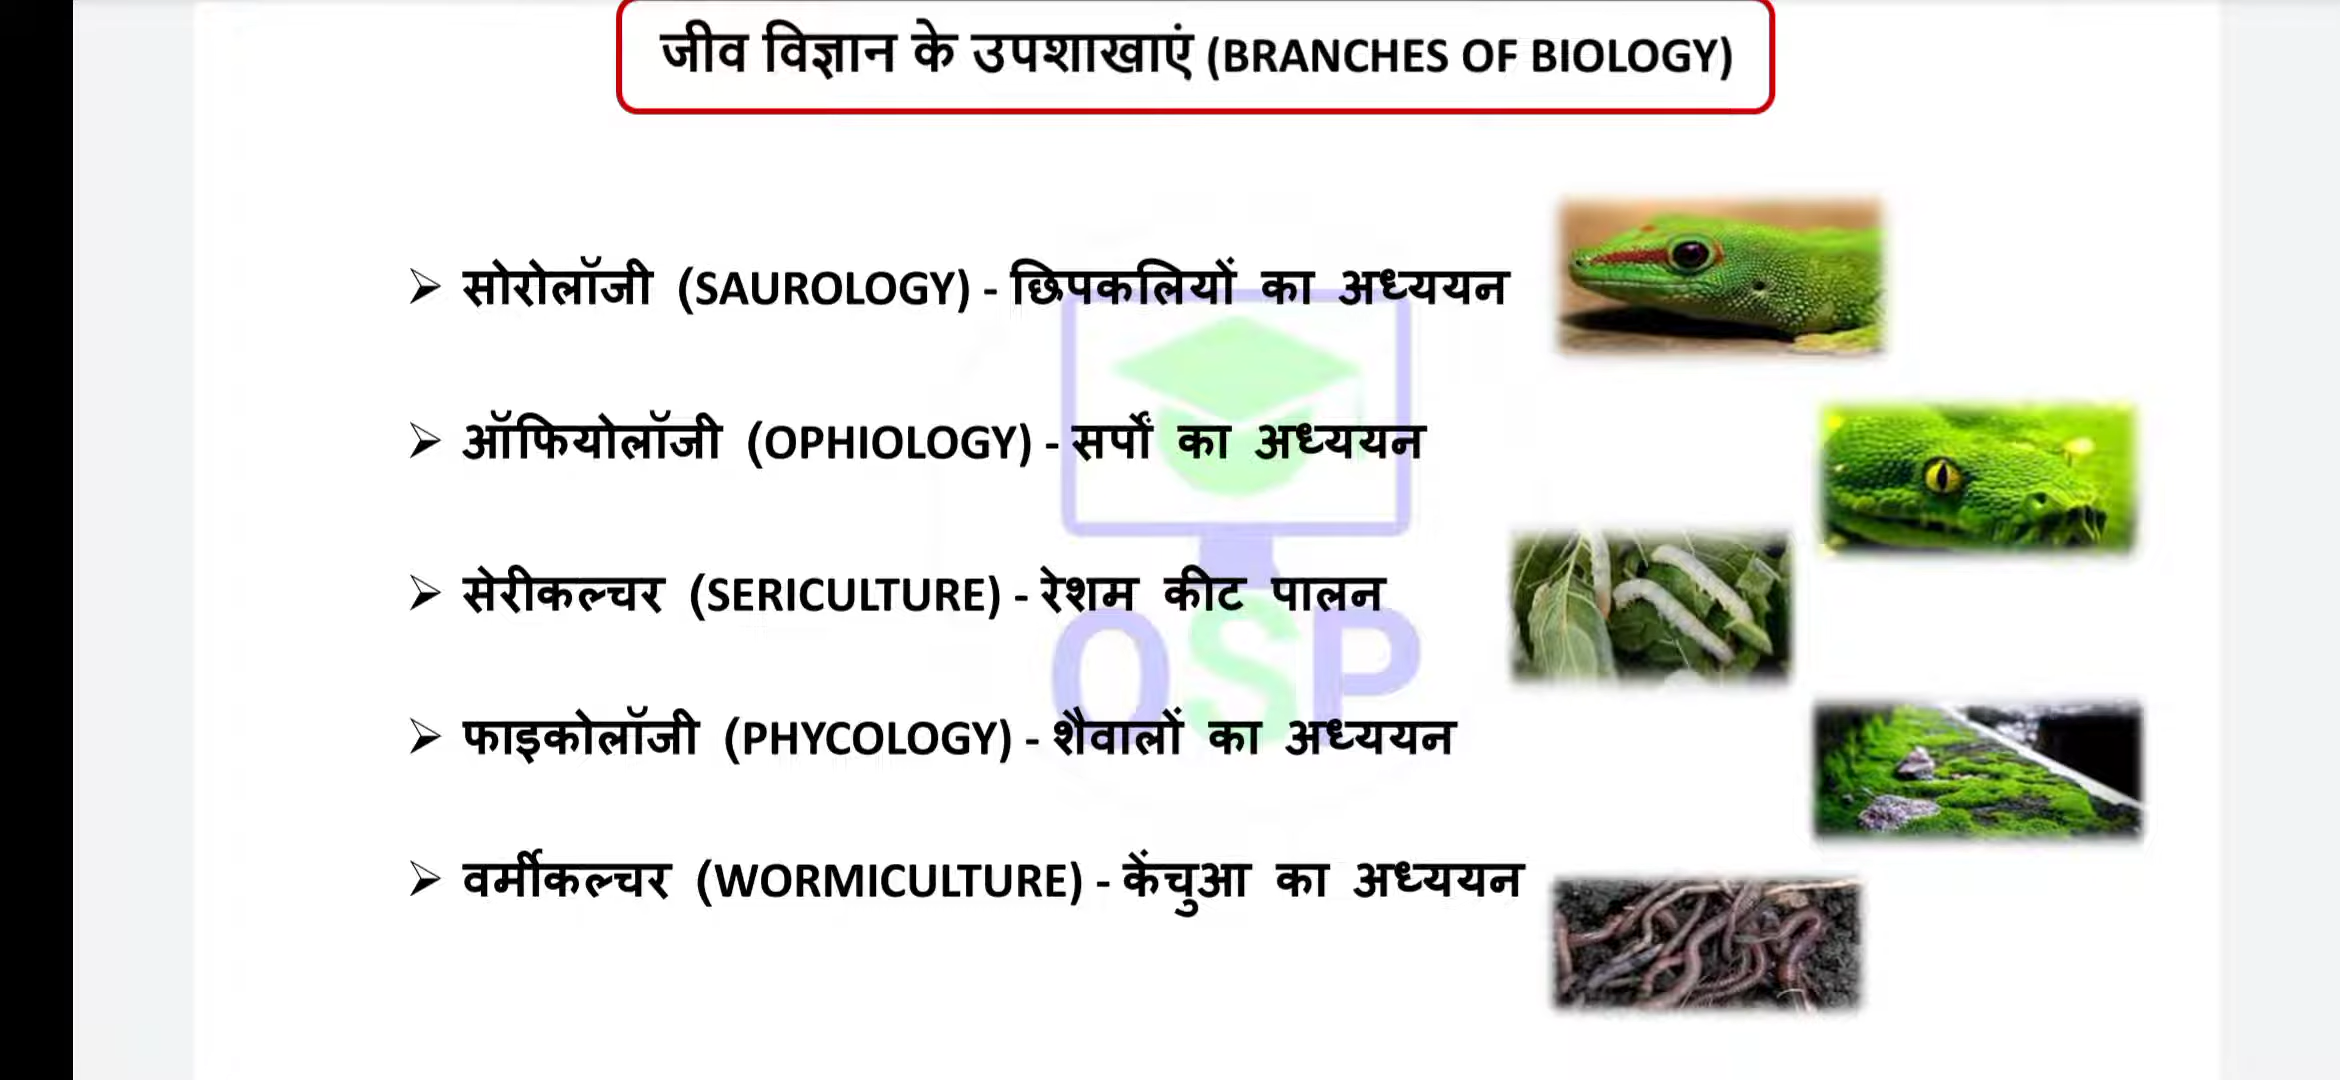 जीव विज्ञान के उपशाखाएं (BRANCHES OF BIOLOGY)
➢ सोरोलॉजी (SAUROLOGY) - छिपकलियों का अध्ययन
➢ ऑफियोलॉजी (OPHIOLOGY) - सर्पों का अध्ययन
➢ सेरीकल्चर (SERICULTURE) - रेशम कीट पालन
OSP
➢ फाइकोलॉजी (PHYCOLOGY) - शैवालों का अध्ययन
➢ वर्मीकल्चर (WORMICULTURE) - केंचुआ का अध्ययन